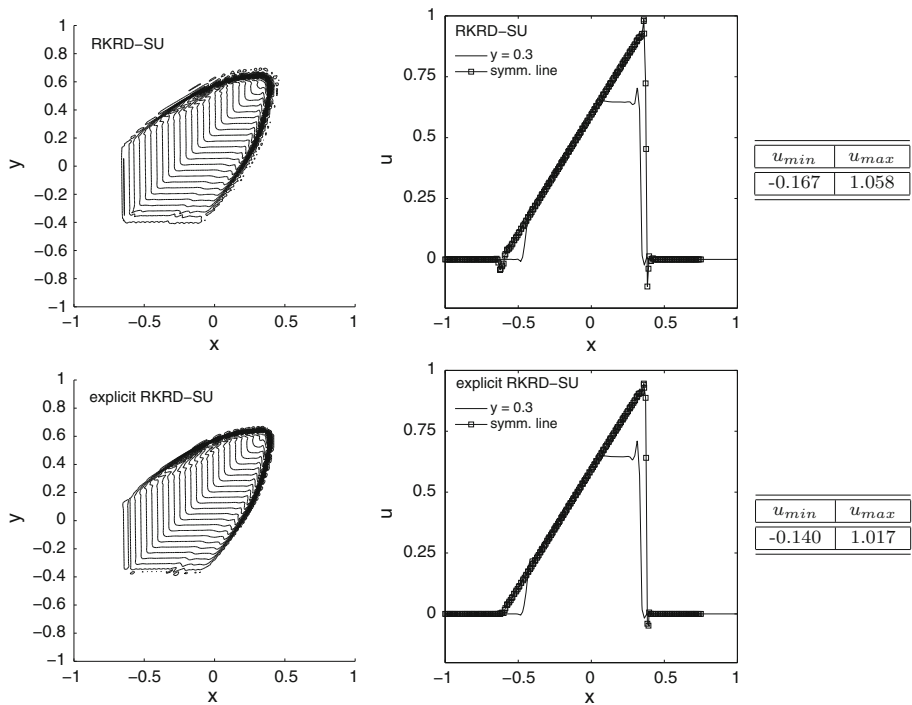 RKRD−SU
1
0.8
0.6
0.4
0.2
0
−0.2
−0.4
−0.6
−0.8
−1
y
−1 −0.5 0 0.5 1
x
RKRD−SU
y = 0.3
symm. line
1
0.75
0.5
0.25
0
u
−1 −0.5 0 0.5 1
x
u_min u_max
-0.167 1.058
explicit RKRD−SU
1
0.8
0.6
0.4
0.2
0
−0.2
−0.4
−0.6
−0.8
−1
y
−1 −0.5 0 0.5 1
x
explicit RKRD−SU
y = 0.3
symm. line
1
0.75
0.5
0.25
0
u
−1 −0.5 0 0.5 1
x
u_min u_max
-0.140 1.017